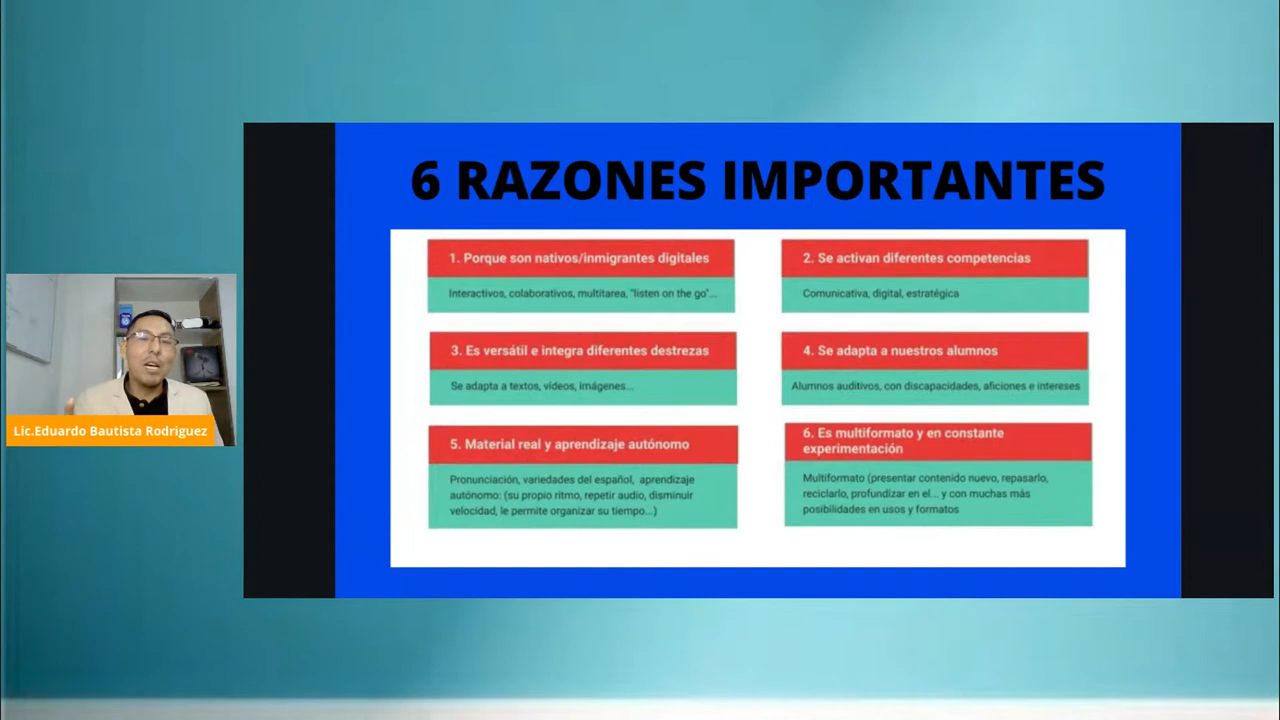 6 RAZONES IMPORTANTES
1. Porque son nativos/inmigrantes digitales
Interactivos, colaborativos, multitarea, "listen on the go"...
2. Se activan diferentes competencias
Comunicativa, digital, estratégica
3. Es versátil e integra diferentes destrezas
Se adapta a textos, vídeos, imágenes...
4. Se adapta a nuestros alumnos
Alumnos auditivos, con discapacidades, aficiones e intereses
5. Material real y aprendizaje autónomo
Pronunciación, variedades del español, aprendizaje
autónomo: (su propio ritmo, repetir audio, disminuir
velocidad, le permite organizar su tiempo...)
6. Es multiformato y en constante
experimentación
Multiformato (presentar contenido nuevo, repasarlo,
reciclarlo, profundizar en el... y con muchas más
posibilidades en usos y formatos
Lic.Eduardo Bautista Rodriguez